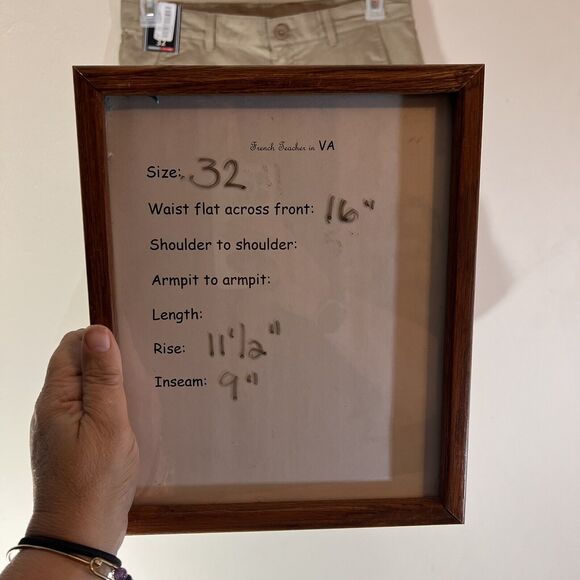 32
French Teacher in VA
Size: 32
Waist flat across front: 16"
Shoulder to shoulder:
Armpit to armpit:
Length:
Rise: 11 1/2"
Inseam: 9"